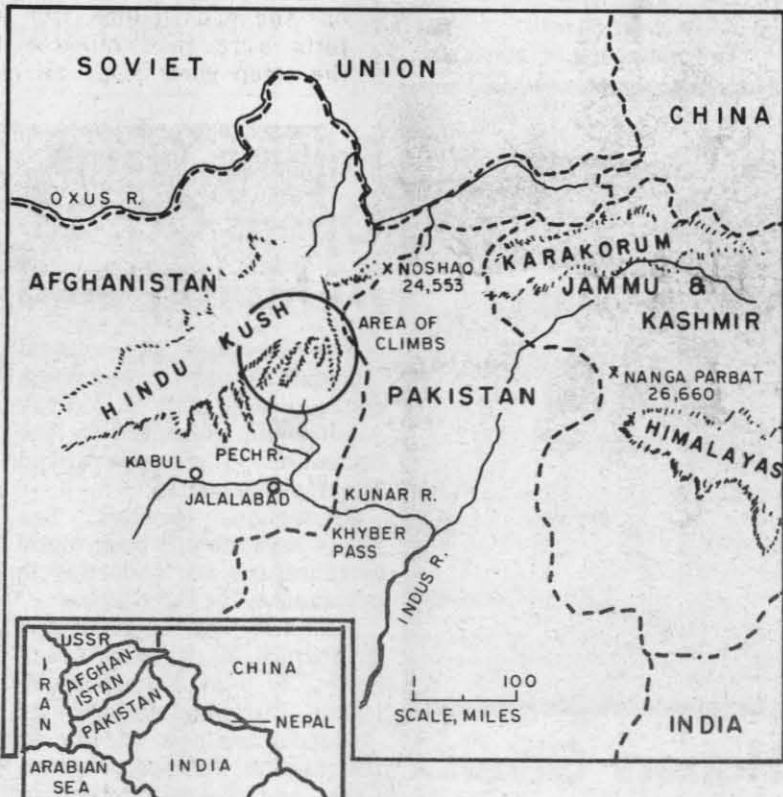 SOVIET UNION
CHINA
OXUS R.
AFGHANISTAN
NOSHAQ
24,553
KARAKORUM
JAMMU &
KASHMIR
HINDU KUSH
AREA OF
CLIMBS
PAKISTAN
NANGA PARBAT
26,660
HIMALAYAS
PECH R.
KABUL
JALALABAD
KUNAR R.
KHYBER
PASS
INDUS R.
100
SCALE, MILES
INDIA
USSR
IRAN
AFGHAN-
ISTAN
PAKISTAN
CHINA
NEPAL
INDIA
ARABIAN
SEA